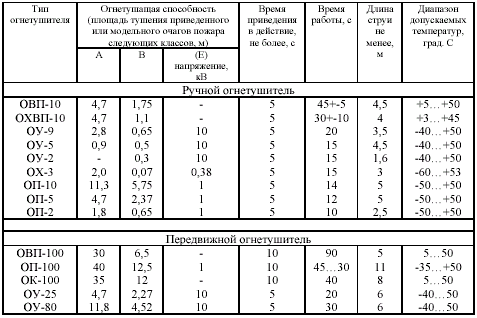 Тип огнетушителя
Огнетушащая способность (площадь тушения приведенного или модельного очагов пожара следующих классов, м)
Время приведения в действие, не более, с
Время работы, с
Длина струи не менее, м
Диапазон допускаемых температур, град. С
А В (Е) напряжение, кВ
Ручной огнетушитель
ОВП-10 4,7 1,75 - 5 45+-5 4,5 +5…+50
ОХВП-10 4,7 1,1 - 5 30+-10 4 +3…+45
ОУ-9 2,8 0,65 10 5 20 3,5 -40…+50
ОУ-5 0,9 0,5 10 5 15 4,5 -40…+50
ОУ-2 - 0,3 10 5 15 1,6 -40…+50
ОХ-3 2,0 0,07 0,38 5 15 3 -60…+53
ОП-10 11,3 5,75 1 5 14 5 -50…+50
ОП-5 4,7 2,37 1 5 12 5 -50…+50
ОП-2 1,8 0,65 1 5 10 2,5 -50…+50
Передвижной огнетушитель
ОВП-100 30 6,5 - 10 90 5 5…50
ОП-100 40 12,5 1 10 45…30 11 -35…+50
ОК-100 35 12 - 10 40 8 5…50
ОУ-25 4,7 2,27 10 5 20 6 -40…50
ОУ-80 11,8 4,52 10 5 30 6 -40…50